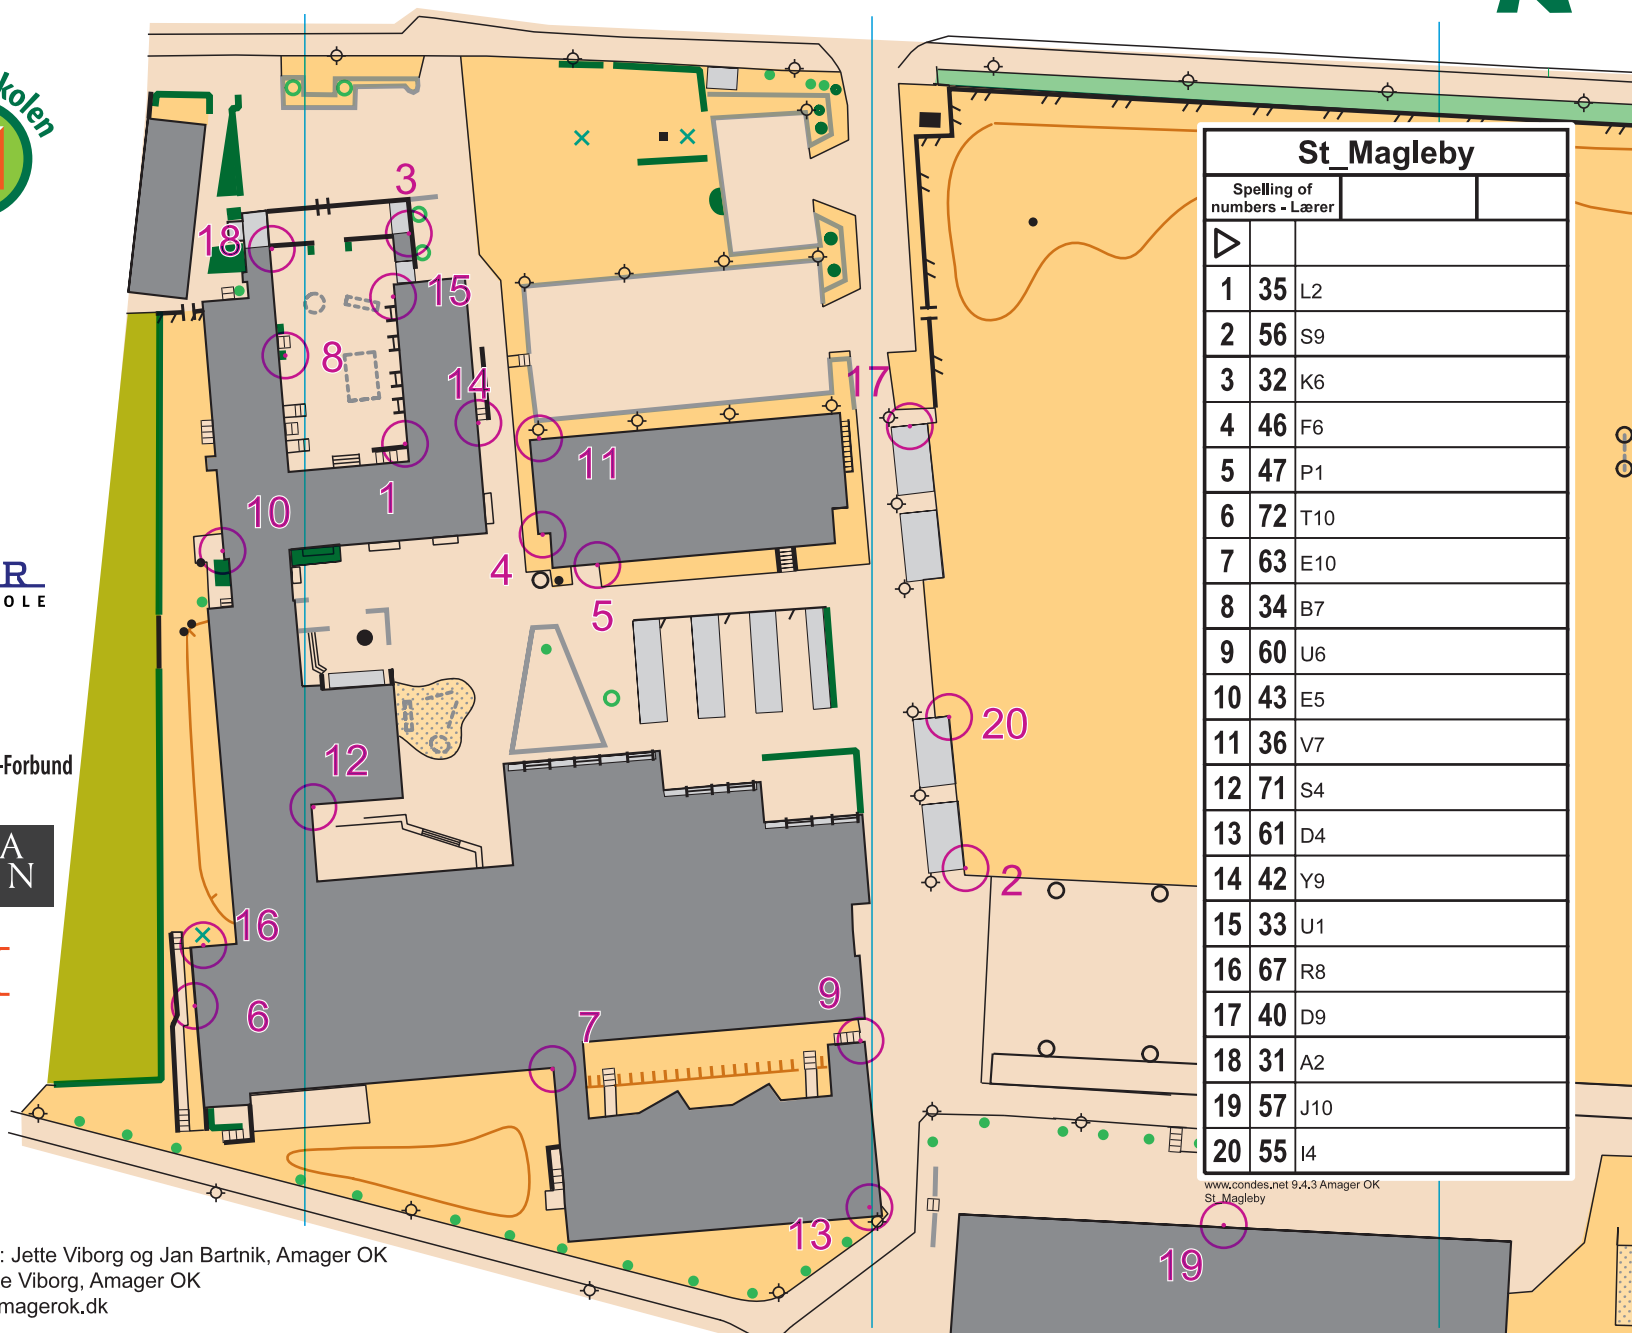 kolen
St_Magleby
Spelling of
numbers - Lærer
1 35 L2
2 56 S9
3 32 K6
4 46 F6
5 47 P1
6 72 T10
7 63 E10
8 34 B7
9 60 U6
10 43 E5
11 36 V7
12 71 S4
13 61 D4
14 42 Y9
15 33 U1
16 67 R8
17 40 D9
18 31 A2
19 57 J10
20 55 I4
www.condes.net 9.4.3 Amager OK
St_Magleby
3
18
15
8
14
17
11
1
10
4
5
R
OLE
20
12
-Forbund
A
N
2
16
9
6
7
13
19
: Jette Viborg og Jan Bartnik, Amager OK
e Viborg, Amager OK
magerok.dk